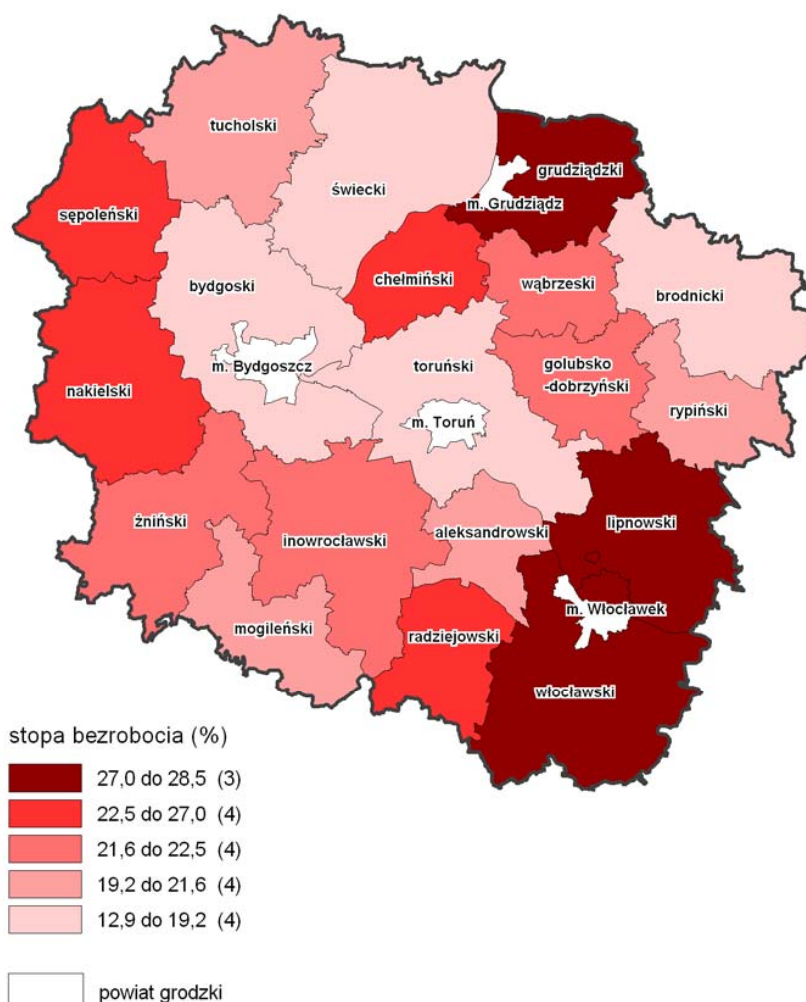 tucholski
grudziądzki
świecki
m. Grudziądz
sępoleński
chełmiński
wąbrzeski
bydgoski
brodnicki
m. Bydgoszcz
toruński
golubsko
-dobrzyński
nakielski
rypiński
m. Toruń
żniński
lipnowski
inowrocławski
aleksandrowski
m. Włocławek
mogileński
radziejowski
włocławski
stopa bezrobocia (%)
27,0 do 28,5 (3)
22,5 do 27,0 (4)
21,6 do 22,5 (4)
19,2 do 21,6 (4)
12,9 do 19,2 (4)
powiat grodzki